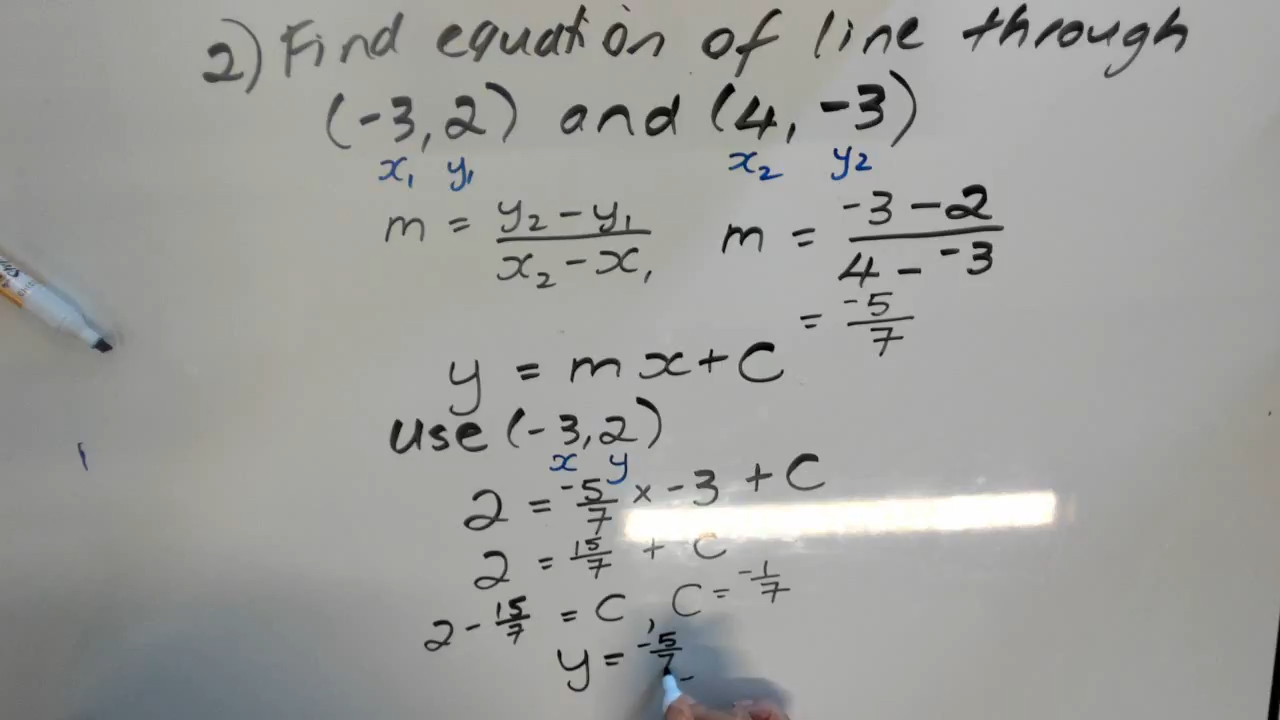 2) Find equation of line through
(-3, 2) and (4, -3)
x₁ y₁ x₂ y₂
m = y₂ - y₁ / x₂ - x₁ m = -3 - 2 / 4 - -3
= -5/7
y = mx + C
Use (-3, 2)
x y
2 = -5/7 × -3 + C
2 = 15/7 + C
2 - 15/7 = C, C = -1/7
y = -5/7 -